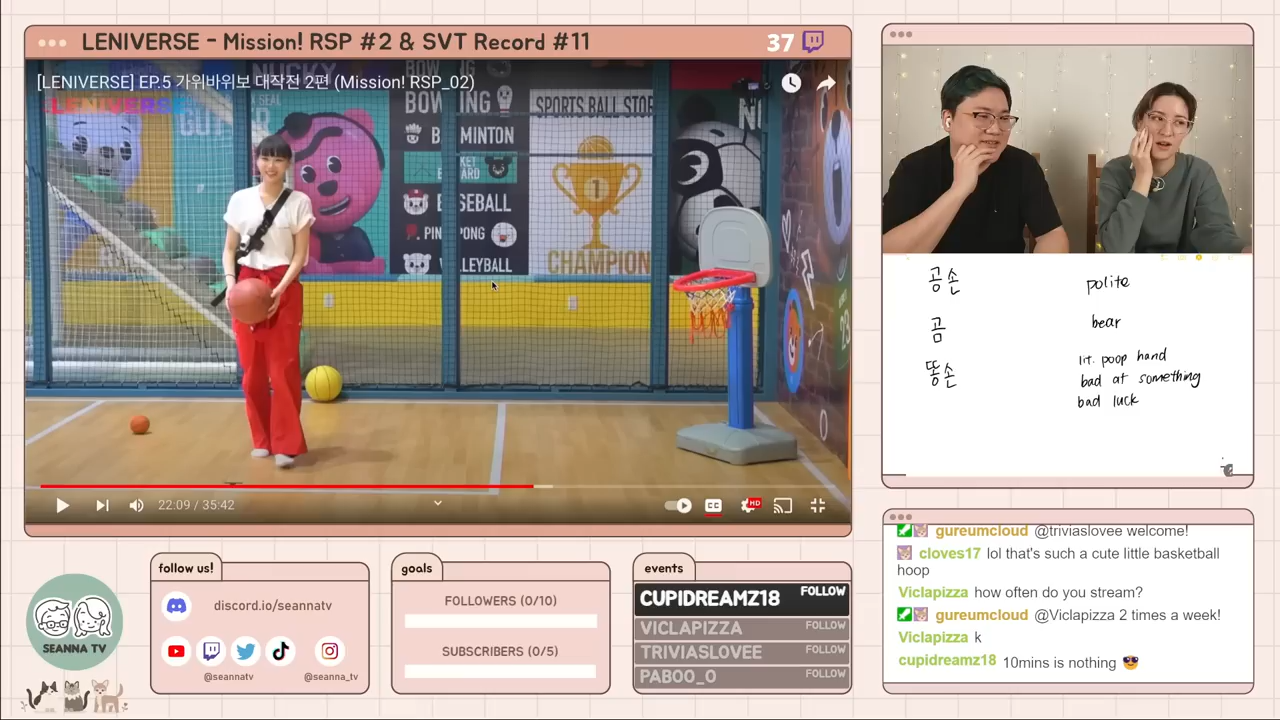 LENIVERSE - Mission! RSP #2 & SVT Record #11
37
[LENIVERSE] EP.5 가위바위보 대작전 2편 (Mission! RSP_02)
LENIVERSE
BOWLING
SPORTS BALL STORE
BASEBALL
CHAMPION
1
22:09 / 35:42
CC
HD
공손 polite
곰 bear
똥손 lit. poop hand
bad at something
bad luck
follow us!
discord.io/seannatv
@seannatv
@seanna_tv
SEANNA TV
goals
FOLLOWERS (0/10)
SUBSCRIBERS (0/5)
events
CUPIDREAMZ18 FOLLOW
VICLAPIZZA FOLLOW
TRIVIASLOVEE FOLLOW
PABOO_O FOLLOW
gureumcloud @triviaslovee welcome!
cloves17 lol that's such a cute little basketball
hoop
Viclapizza how often do you stream?
gureumcloud @Viclapizza 2 times a week!
Viclapizza k
cupidreamz18 10mins is nothing 😎